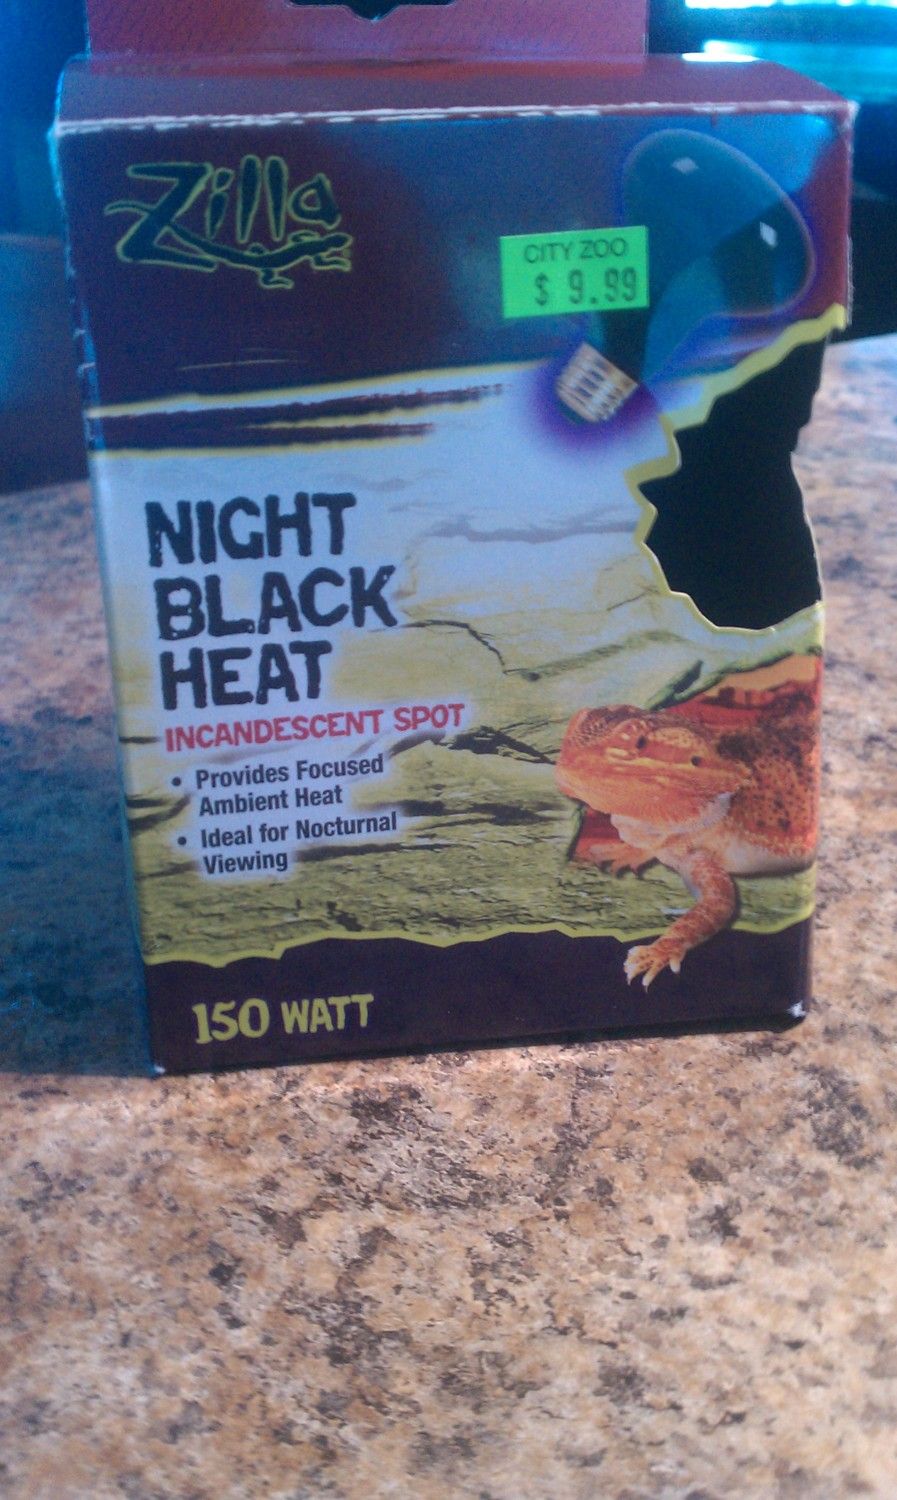 Zilla
CITY ZOO
$ 9.99
NIGHT
BLACK
HEAT
INCANDESCENT SPOT
• Provides Focused
Ambient Heat
• Ideal for Nocturnal
Viewing
150 WATT